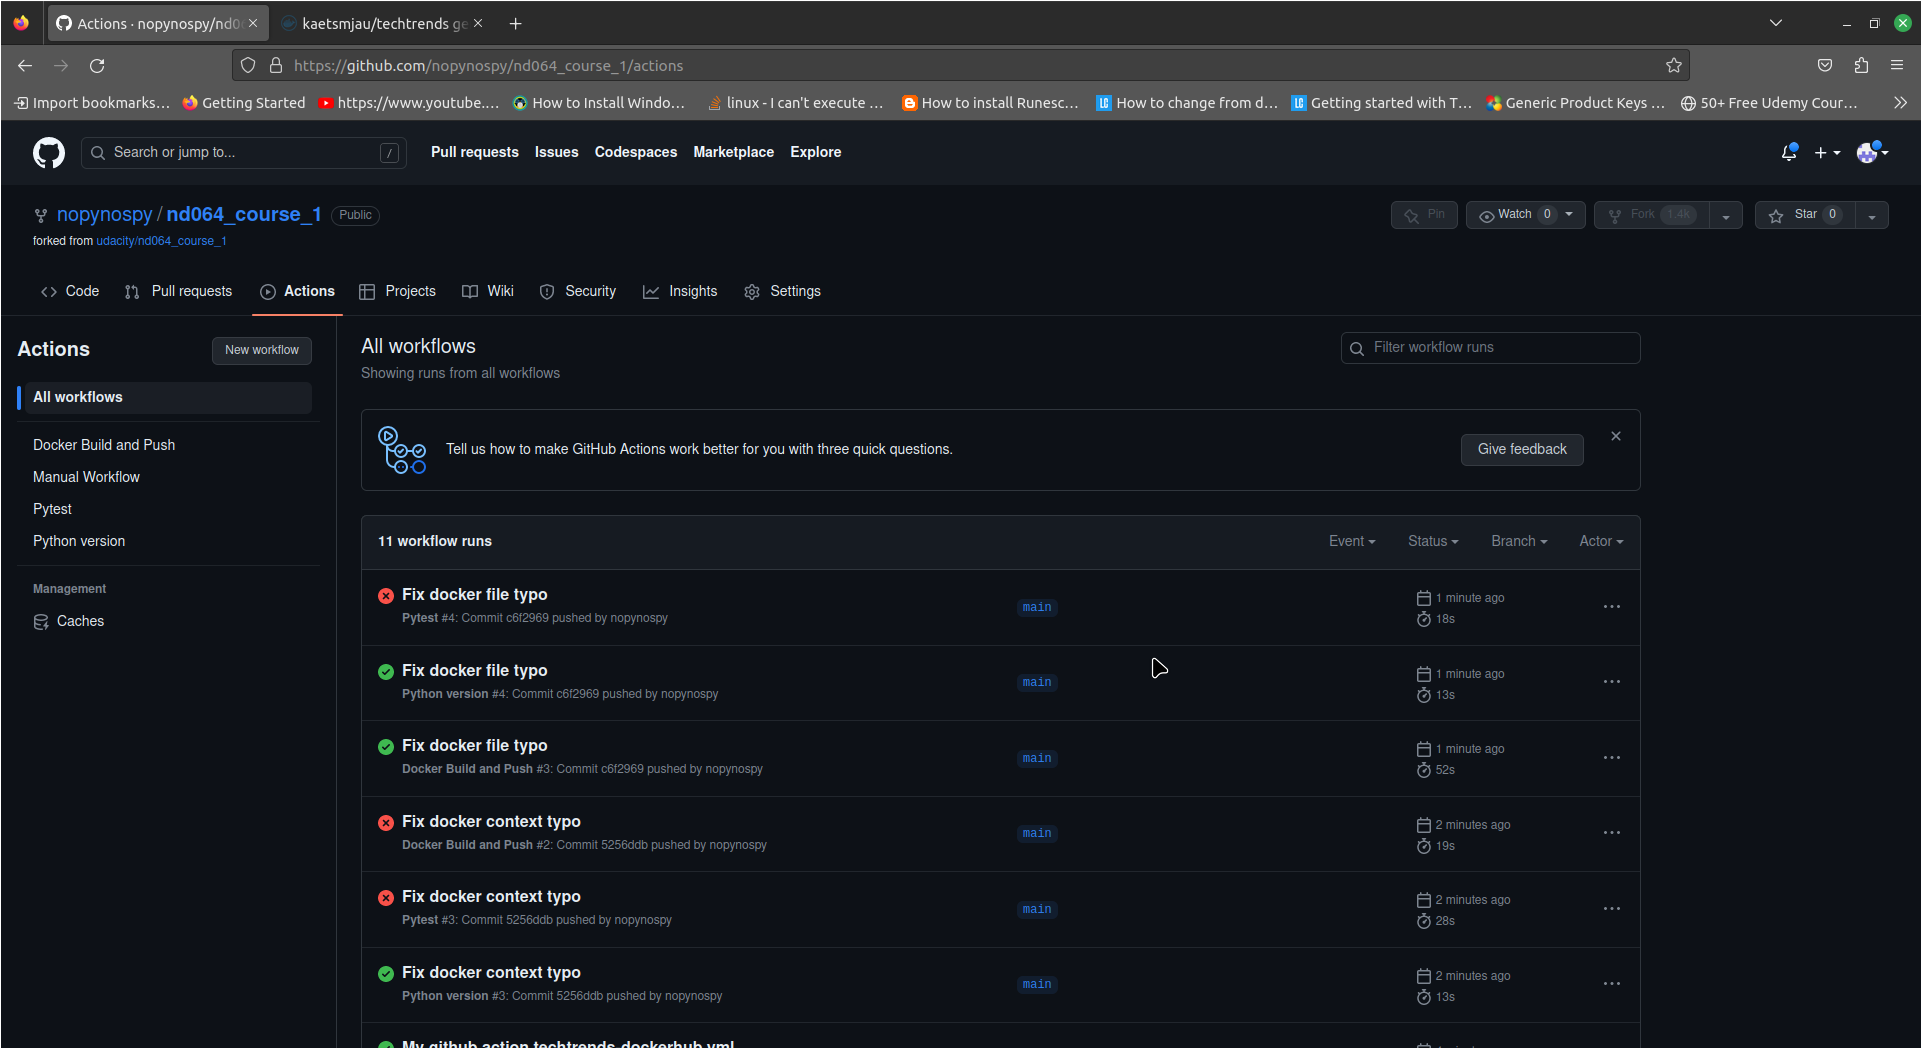 Actions · nopynospy/nd0
kaetsmjau/techtrends ge
https://github.com/nopynospy/nd064_course_1/actions
Import bookmarks... Getting Started https://www.youtube.... How to Install Windo... linux - I can't execute ... How to install Runesc... How to change from d... Getting started with T... Generic Product Keys ... 50+ Free Udemy Cour...
Search or jump to... / Pull requests Issues Codespaces Marketplace Explore
nopynospy / nd064_course_1 Public
Pin Watch 0 Fork 1.4k Star 0
forked from udacity/nd064_course_1
Code Pull requests Actions Projects Wiki Security Insights Settings
Actions
New workflow
All workflows
Docker Build and Push
Manual Workflow
Pytest
Python version
Management
Caches
All workflows
Showing runs from all workflows
Filter workflow runs
Tell us how to make GitHub Actions work better for you with three quick questions.
Give feedback
11 workflow runs
Event Status Branch Actor
Fix docker file typo
Pytest #4: Commit c6f2969 pushed by nopynospy
main
1 minute ago
18s
Fix docker file typo
Python version #4: Commit c6f2969 pushed by nopynospy
main
1 minute ago
13s
Fix docker file typo
Docker Build and Push #3: Commit c6f2969 pushed by nopynospy
main
1 minute ago
52s
Fix docker context typo
Docker Build and Push #2: Commit 5256ddb pushed by nopynospy
main
2 minutes ago
19s
Fix docker context typo
Pytest #3: Commit 5256ddb pushed by nopynospy
main
2 minutes ago
28s
Fix docker context typo
Python version #3: Commit 5256ddb pushed by nopynospy
main
2 minutes ago
13s
My github action techtrends-dockerhub.yml